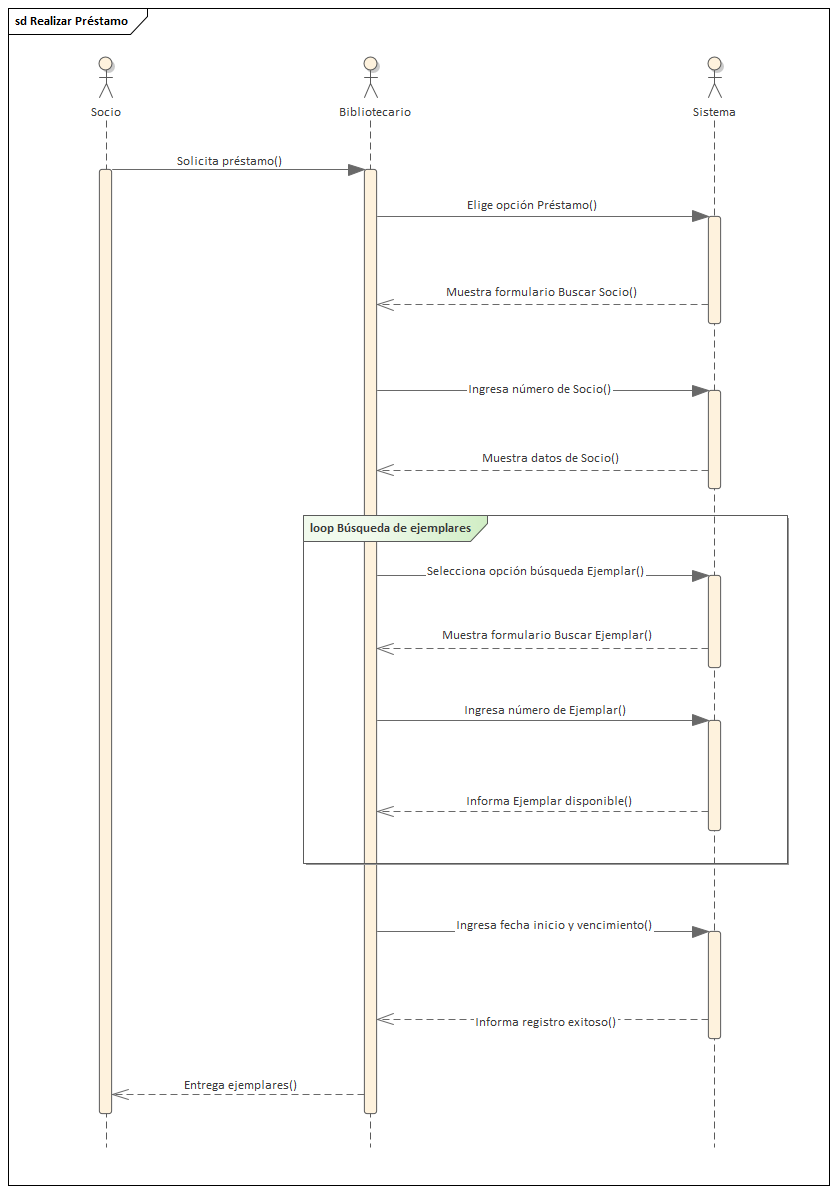 sd Realizar Préstamo
Socio
Bibliotecario
Sistema
Solicita préstamo()
Elige opción Préstamo()
Muestra formulario Buscar Socio()
Ingresa número de Socio()
Muestra datos de Socio()
loop Búsqueda de ejemplares
Selecciona opción búsqueda Ejemplar()
Muestra formulario Buscar Ejemplar()
Ingresa número de Ejemplar()
Informa Ejemplar disponible()
Ingresa fecha inicio y vencimiento()
Informa registro exitoso()
Entrega ejemplares()